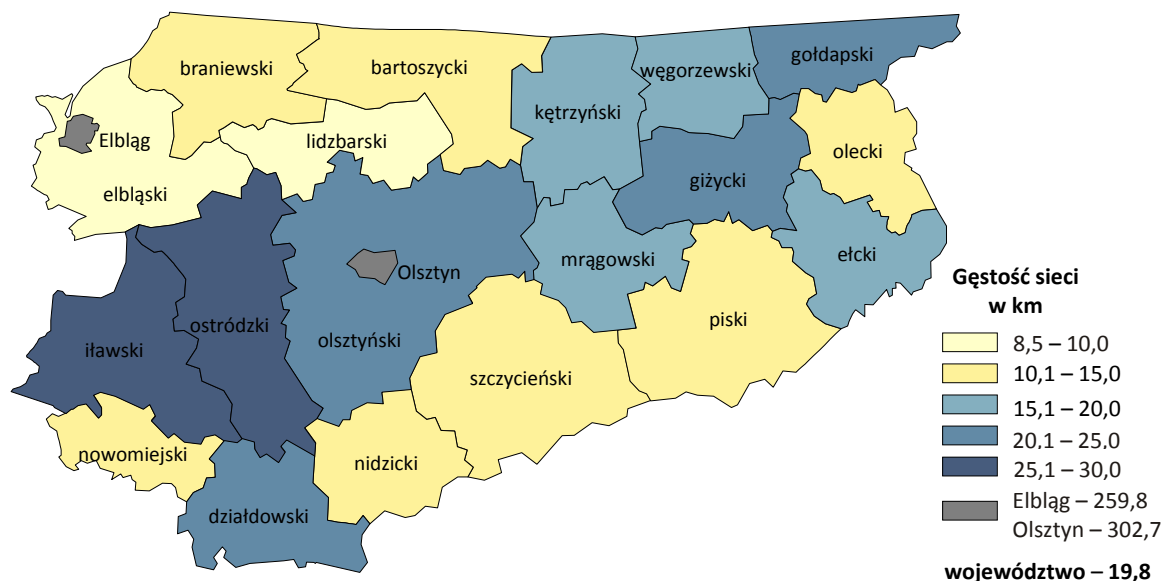 gołdapski
węgorzewski
braniewski
bartoszycki
kętrzyński
Elbląg
lidzbarski
olecki
elbląski
giżycki
ełcki
mrągowski
Olsztyn
ostródzki
piski
olsztyński
iławski
szczycieński
nowomiejski
nidzicki
działdowski
Gęstość sieci
w km
8,5 – 10,0
10,1 – 15,0
15,1 – 20,0
20,1 – 25,0
25,1 – 30,0
Elbląg – 259,8
Olsztyn – 302,7
województwo – 19,8